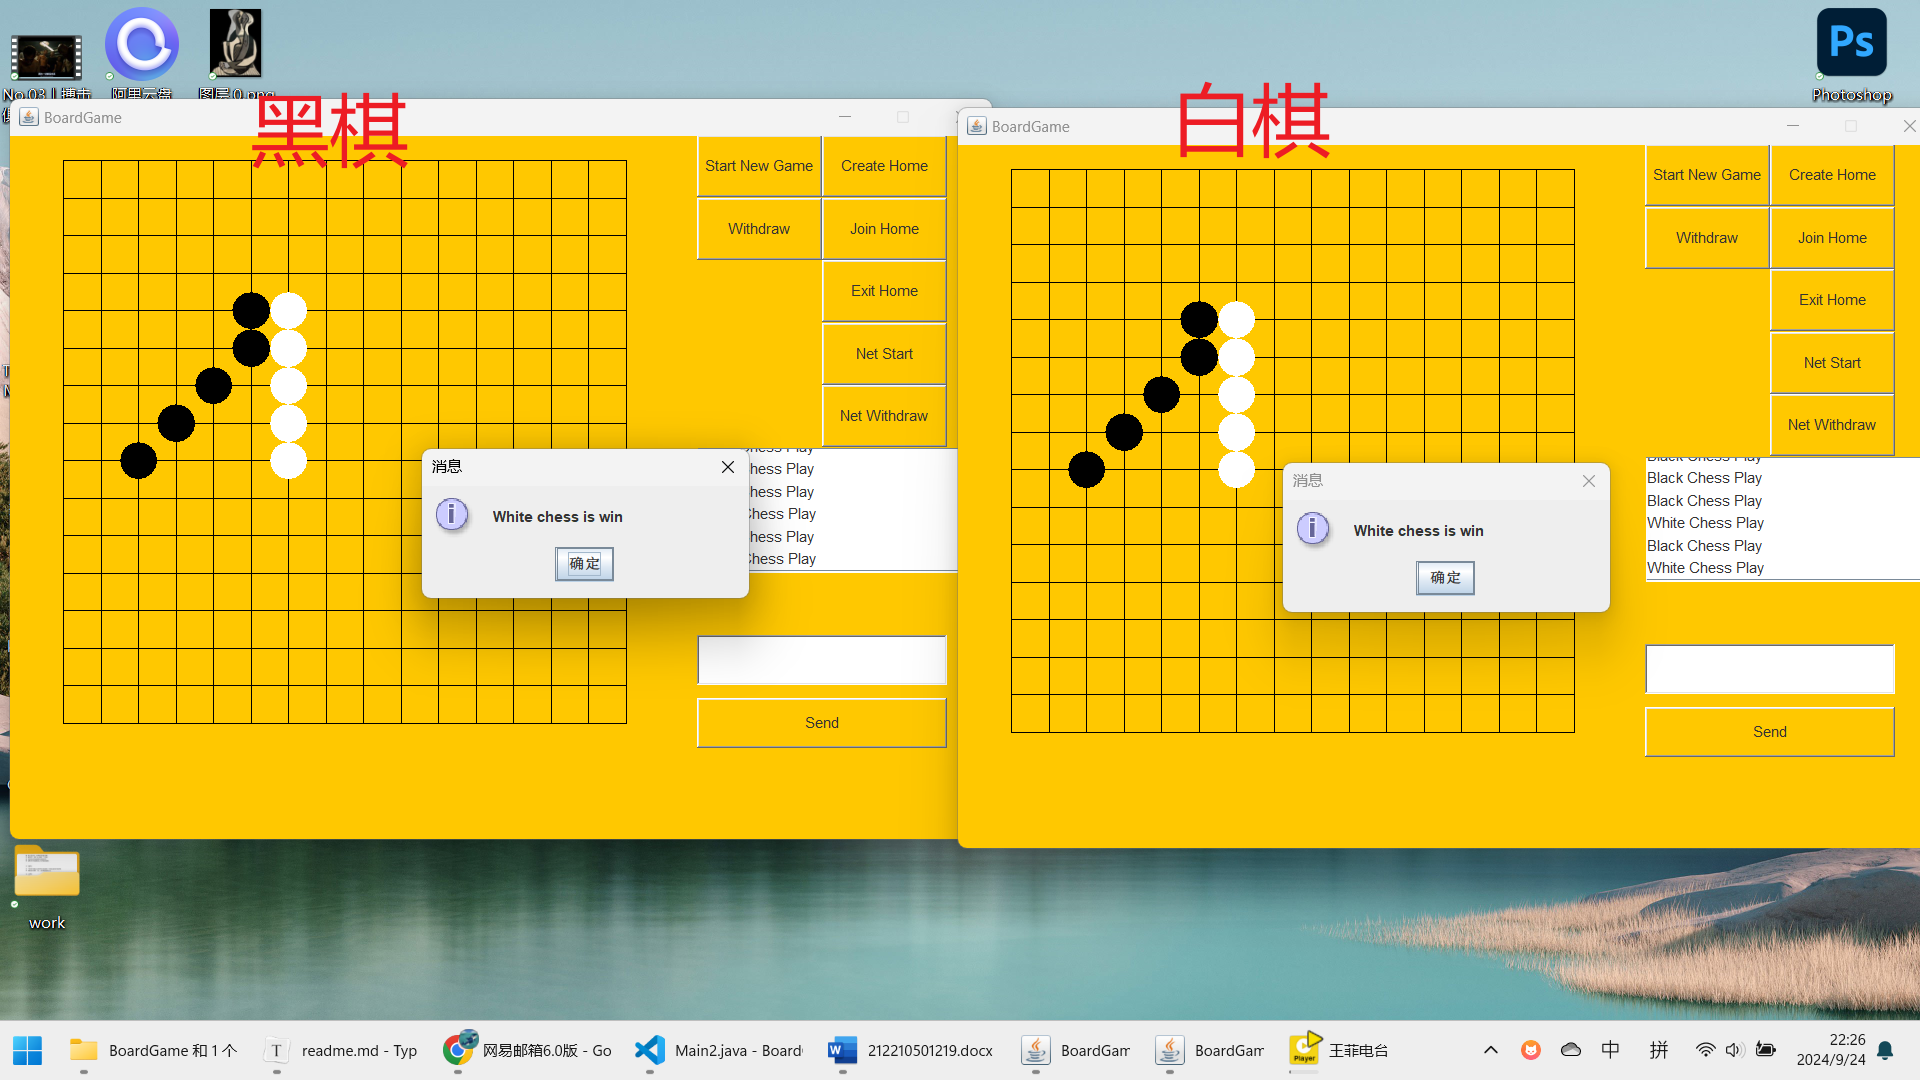 No.03 | 捶击
阿里云盘
图层 0.png
Photoshop
黑棋
白棋
BoardGame
Start New Game
Create Home
Withdraw
Join Home
Exit Home
Net Start
Net Withdraw
hess Play
hess Play
hess Play
Chess Play
hess Play
Chess Play
消息
White chess is win
确定
Send
BoardGame
Start New Game
Create Home
Withdraw
Join Home
Exit Home
Net Start
Net Withdraw
Black Chess Play
Black Chess Play
Black Chess Play
White Chess Play
Black Chess Play
White Chess Play
消息
White chess is win
确定
Send
work
BoardGame 和 1 个
readme.md - Typ
网易邮箱6.0版 - Go
Main2.java - Board
212210501219.docx
BoardGam
BoardGam
王菲电台
中
拼
22:26
2024/9/24